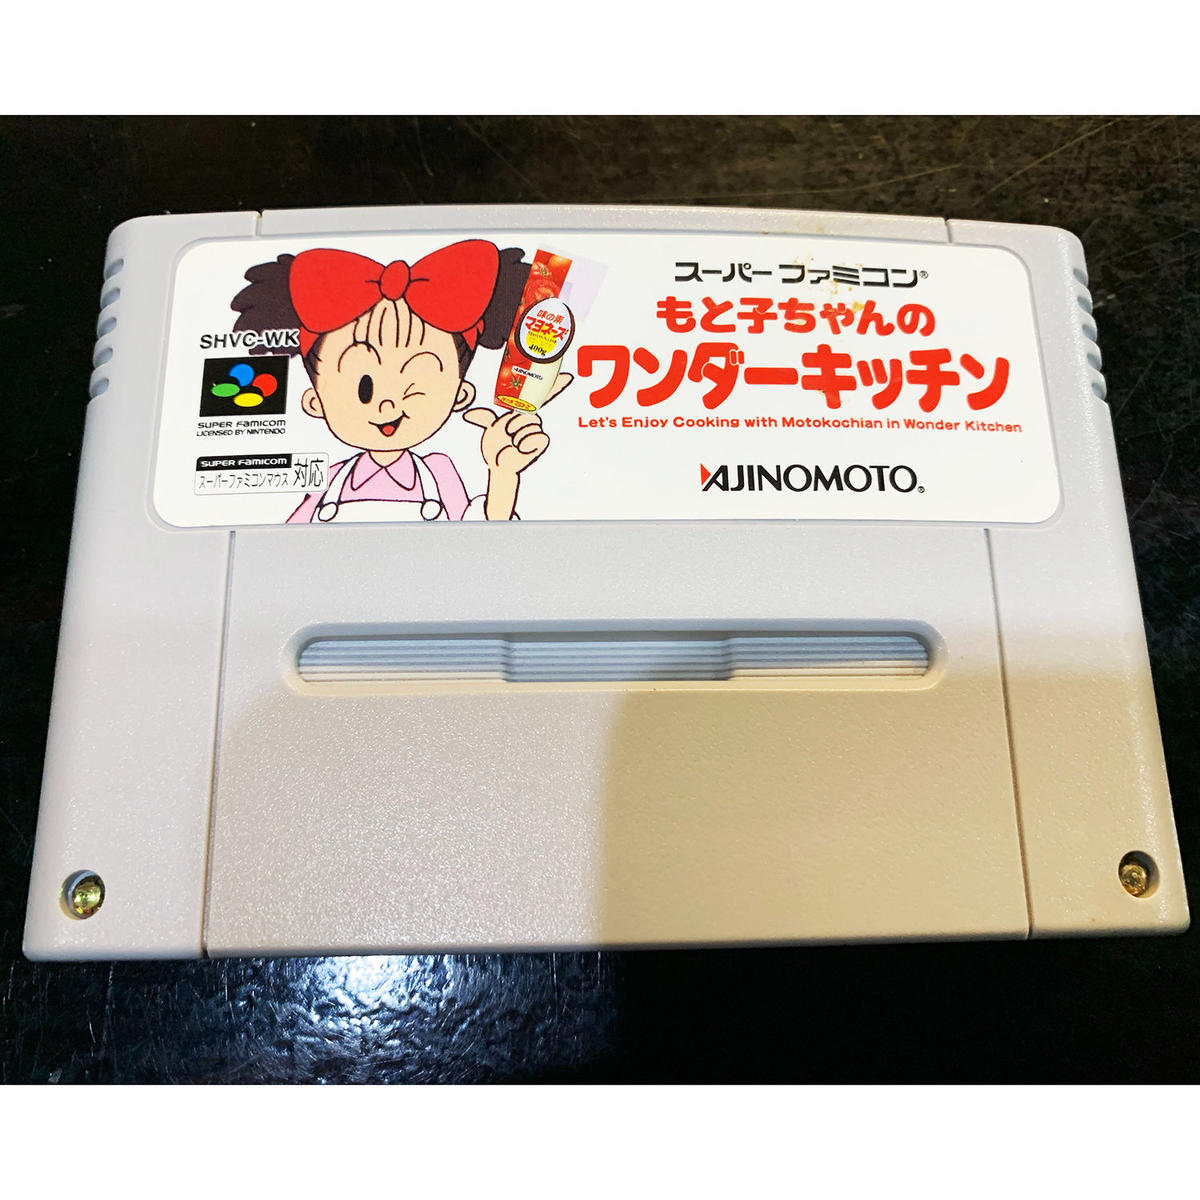 スーパーファミコン®
もと子ちゃんの
ワンダーキッチン
Let's Enjoy Cooking with Motokochian in Wonder Kitchen
AJINOMOTO®
SHVC-WK
SUPER FAMICOM
LICENSED BY NINTENDO
SUPER FAMICOM
スーパーファミコンマウス 対応
味の素
マヨネーズ
400g
AJINOMOTO